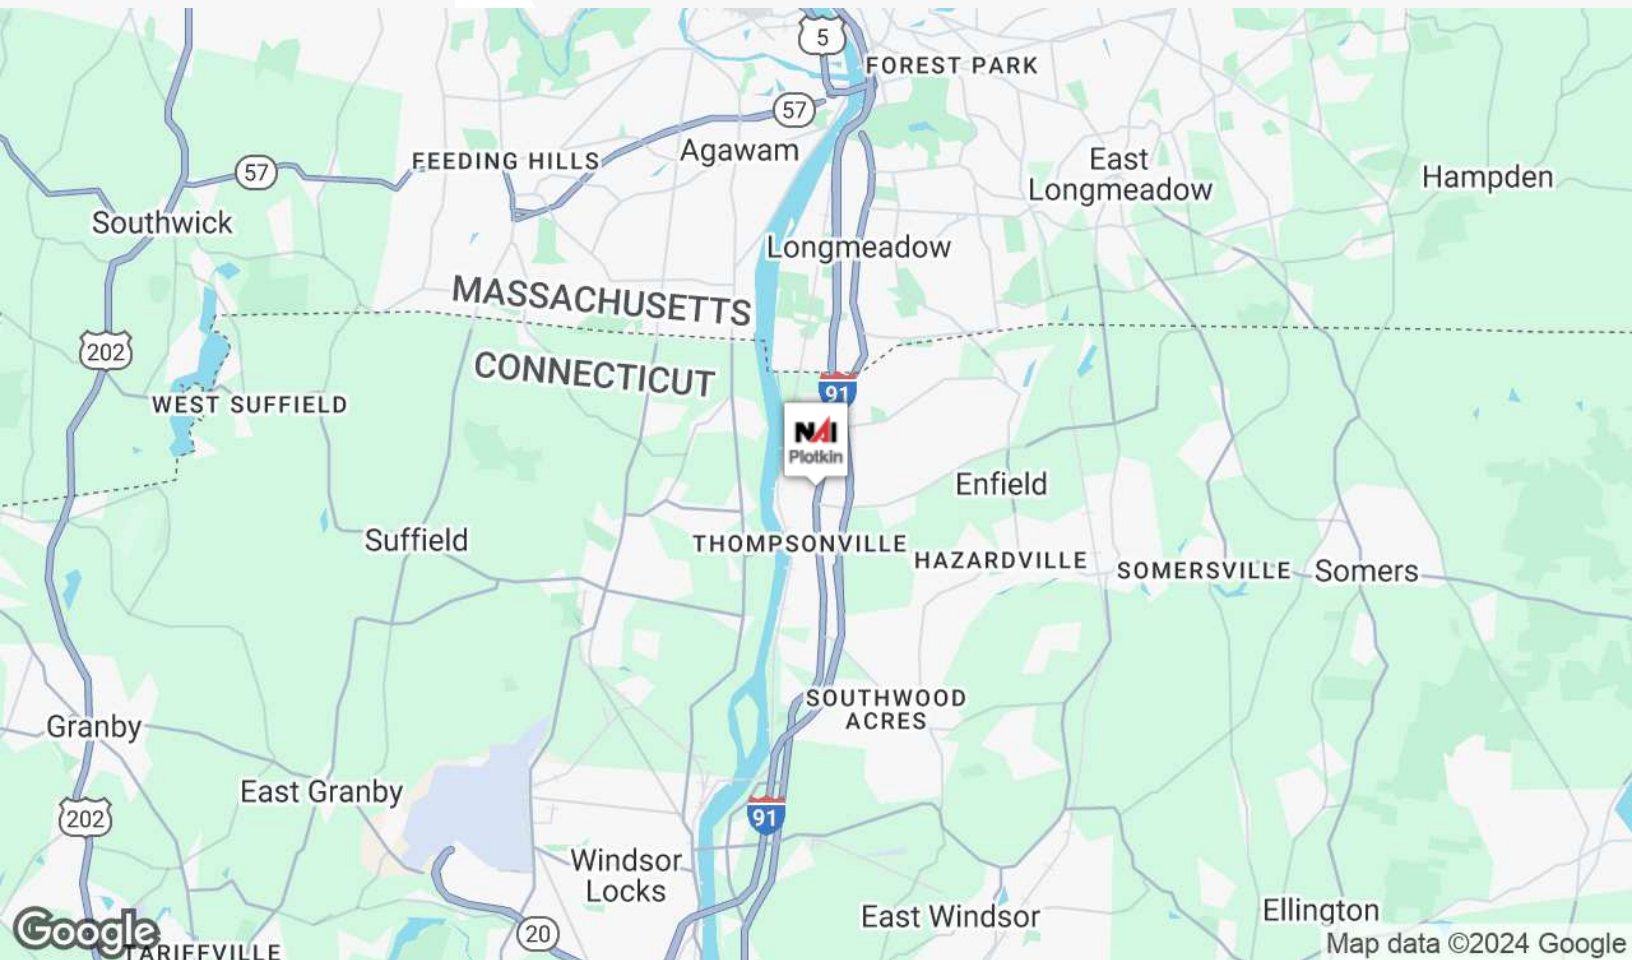 5
FOREST PARK
57
Agawam
FEEDING HILLS
57
East
Longmeadow
Hampden
Southwick
Longmeadow
MASSACHUSETTS
202
CONNECTICUT
91
WEST SUFFIELD
NAI
Plotkin
Enfield
Suffield
THOMPSONVILLE
HAZARDVILLE
SOMERSVILLE
Somers
SOUTHWOOD
ACRES
Granby
East Granby
202
91
Windsor
Locks
East Windsor
Ellington
20
Google
TARIFFVILLE
Map data ©2024 Google